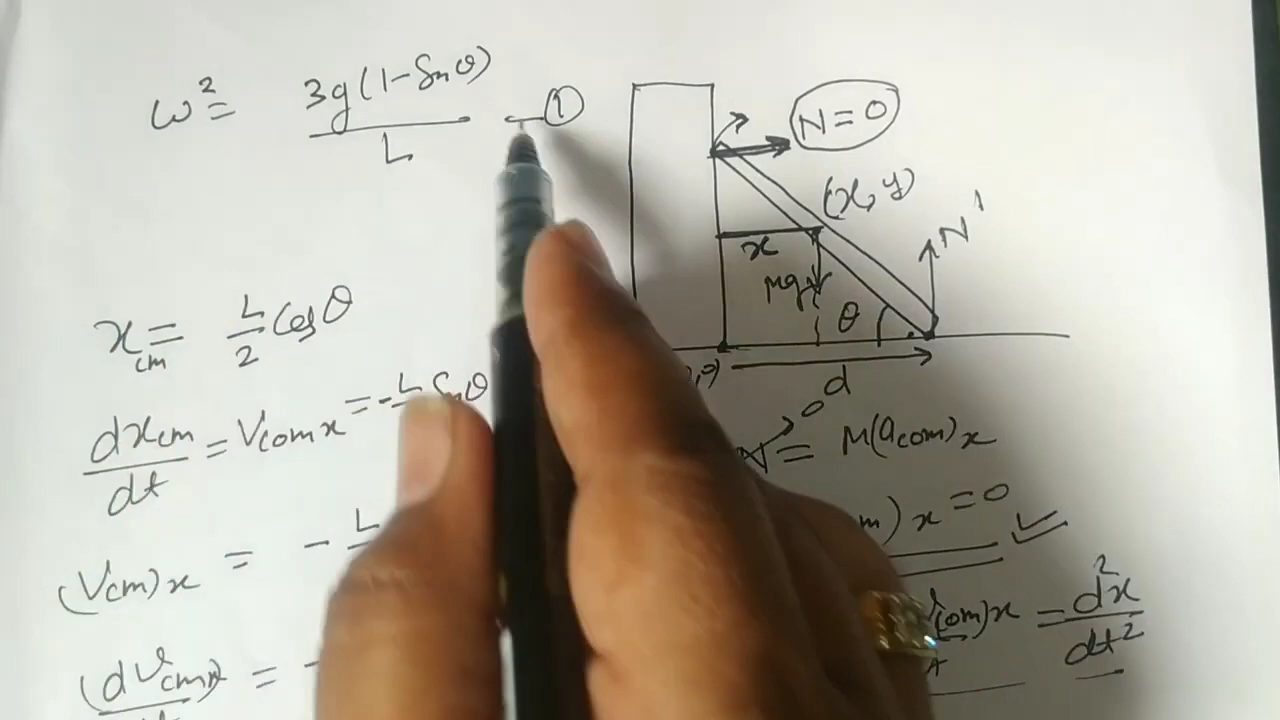 ω² = 3g(1-Sinθ)/L —①
N=0
(x, y)
N'
x
Mg
θ
d
x_cm = L/2 Cosθ
dx_cm/dt = V_com x = - L/2 Sinθ
N = M(a_com)x
0
)x = 0
(V_cm)x = - L
com)x = d²x/dt²
(dV_cm)x = -